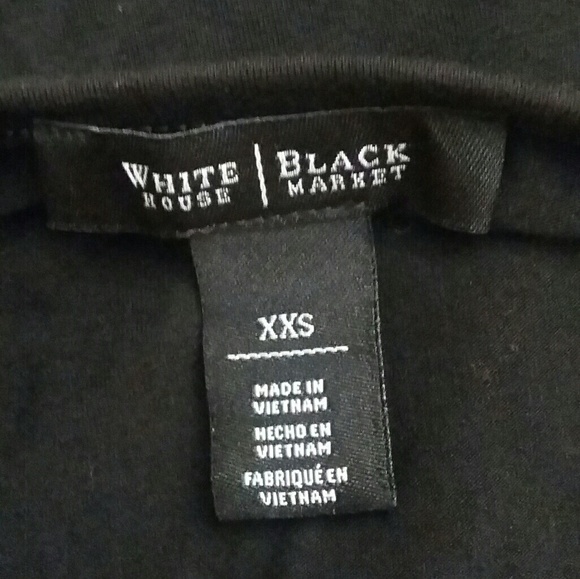 WHITE HOUSE | BLACK MARKET
XXS
MADE IN
VIETNAM
HECHO EN
VIETNAM
FABRIQUÉ EN
VIETNAM